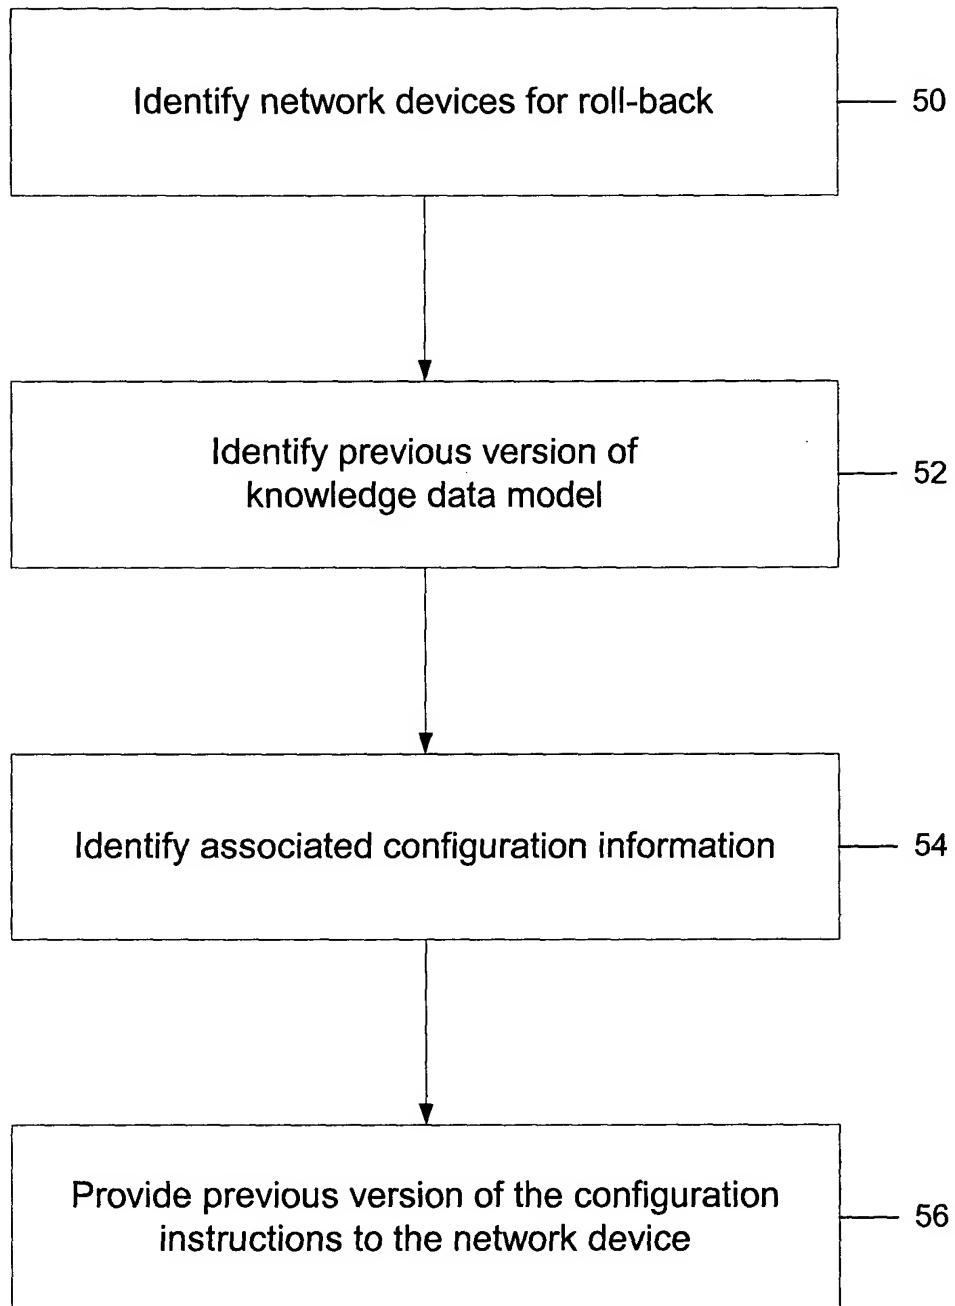 Identify network devices for roll-back
50
Identify previous version of
knowledge data model
52
Identify associated configuration information
54
Provide previous version of the configuration
instructions to the network device
56